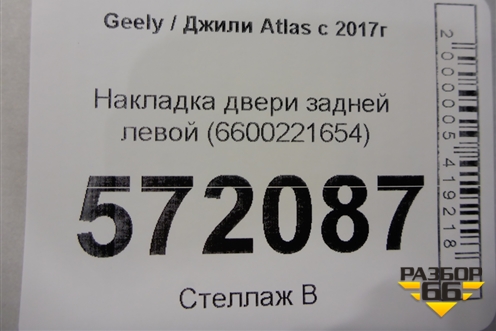 Geely / Джили Atlas с 2017г
Накладка двери задней
левой (6600221654)
572087
Стеллаж В
2000005419218
РАЗБОР
66